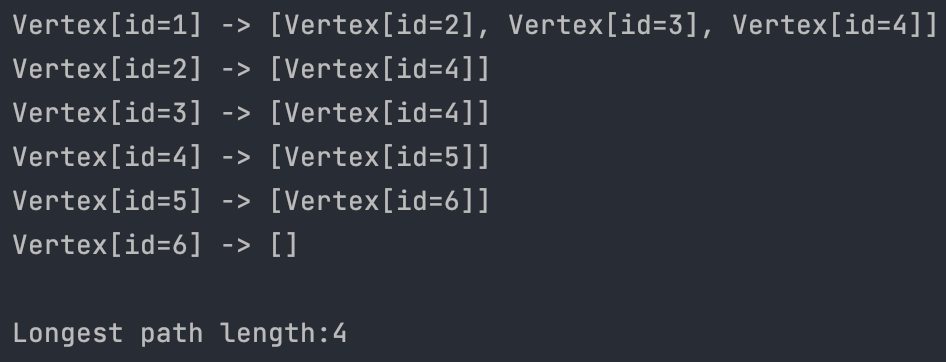 Vertex[id=1] -> [Vertex[id=2], Vertex[id=3], Vertex[id=4]]
Vertex[id=2] -> [Vertex[id=4]]
Vertex[id=3] -> [Vertex[id=4]]
Vertex[id=4] -> [Vertex[id=5]]
Vertex[id=5] -> [Vertex[id=6]]
Vertex[id=6] -> []
Longest path length:4